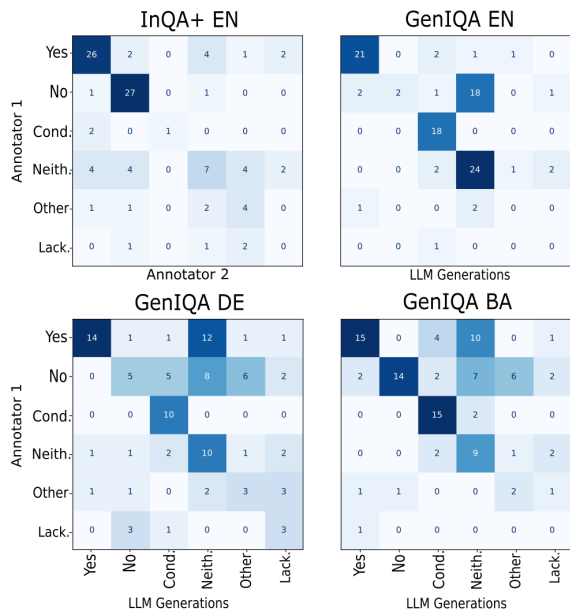 InQA+ EN
GenIQA EN
Annotator 1
Yes 26 2 0 4 1 2
No 1 27 0 1 0 0
Cond. 2 0 1 0 0 0
Neith. 4 4 0 7 4 2
Other 1 1 0 2 4 0
Lack. 0 1 0 1 2 0
Annotator 2
21 0 2 1 1 0
2 2 1 18 0 1
0 0 18 0 0 0
0 0 2 24 1 2
1 0 0 2 0 0
0 0 1 0 0 0
LLM Generations
GenIQA DE
GenIQA BA
Annotator 1
Yes 14 1 1 12 1 1
No 0 5 5 8 6 2
Cond. 0 0 10 0 0 0
Neith. 1 1 2 10 1 2
Other 1 1 0 2 3 3
Lack. 0 3 1 0 0 3
Yes No Cond. Neith. Other Lack.
LLM Generations
15 0 4 10 0 1
2 14 2 7 6 2
0 0 15 2 0 0
0 0 2 9 1 2
1 1 0 0 2 1
1 0 0 0 0 0
Yes No Cond. Neith. Other Lack.
LLM Generations